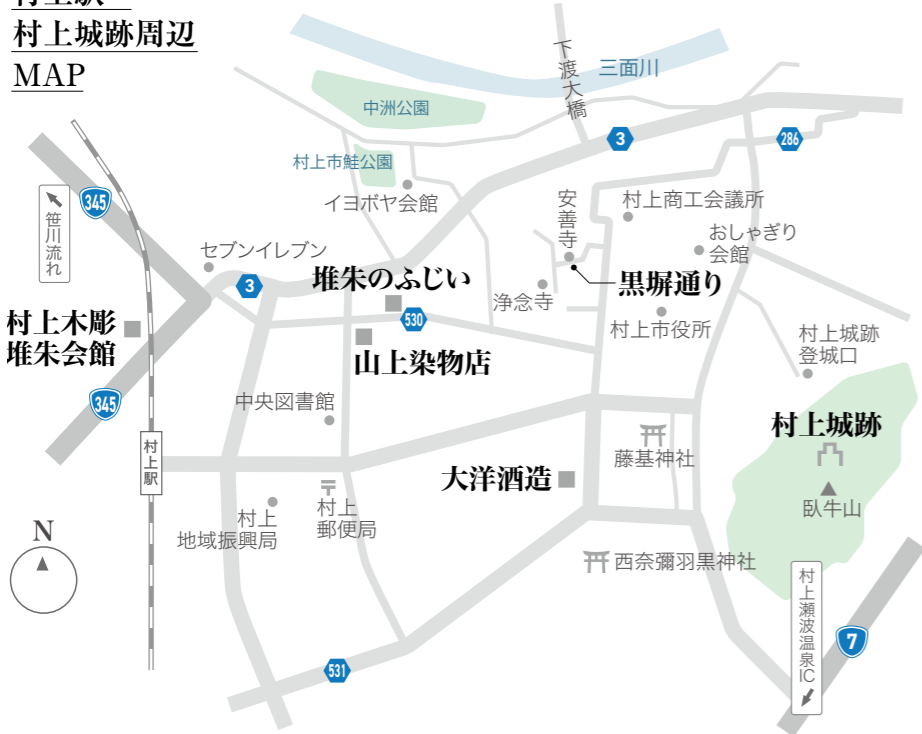 村上駅
村上城跡周辺
MAP
下渡大橋
三面川
中洲公園
3
286
村上市鮭公園
イヨボヤ会館
345
笹川流れ
安善寺
村上商工会議所
おしゃぎり
会館
セブンイレブン
3
堆朱のふじい
浄念寺
黒塀通り
530
村上市役所
村上木彫
堆朱会館
山上染物店
村上城跡
登城口
345
中央図書館
村上城跡
藤基神社
村上駅
大洋酒造
臥牛山
村上
郵便局
村上
地域振興局
N
西奈彌羽黒神社
村上瀬波温泉IC
7
531